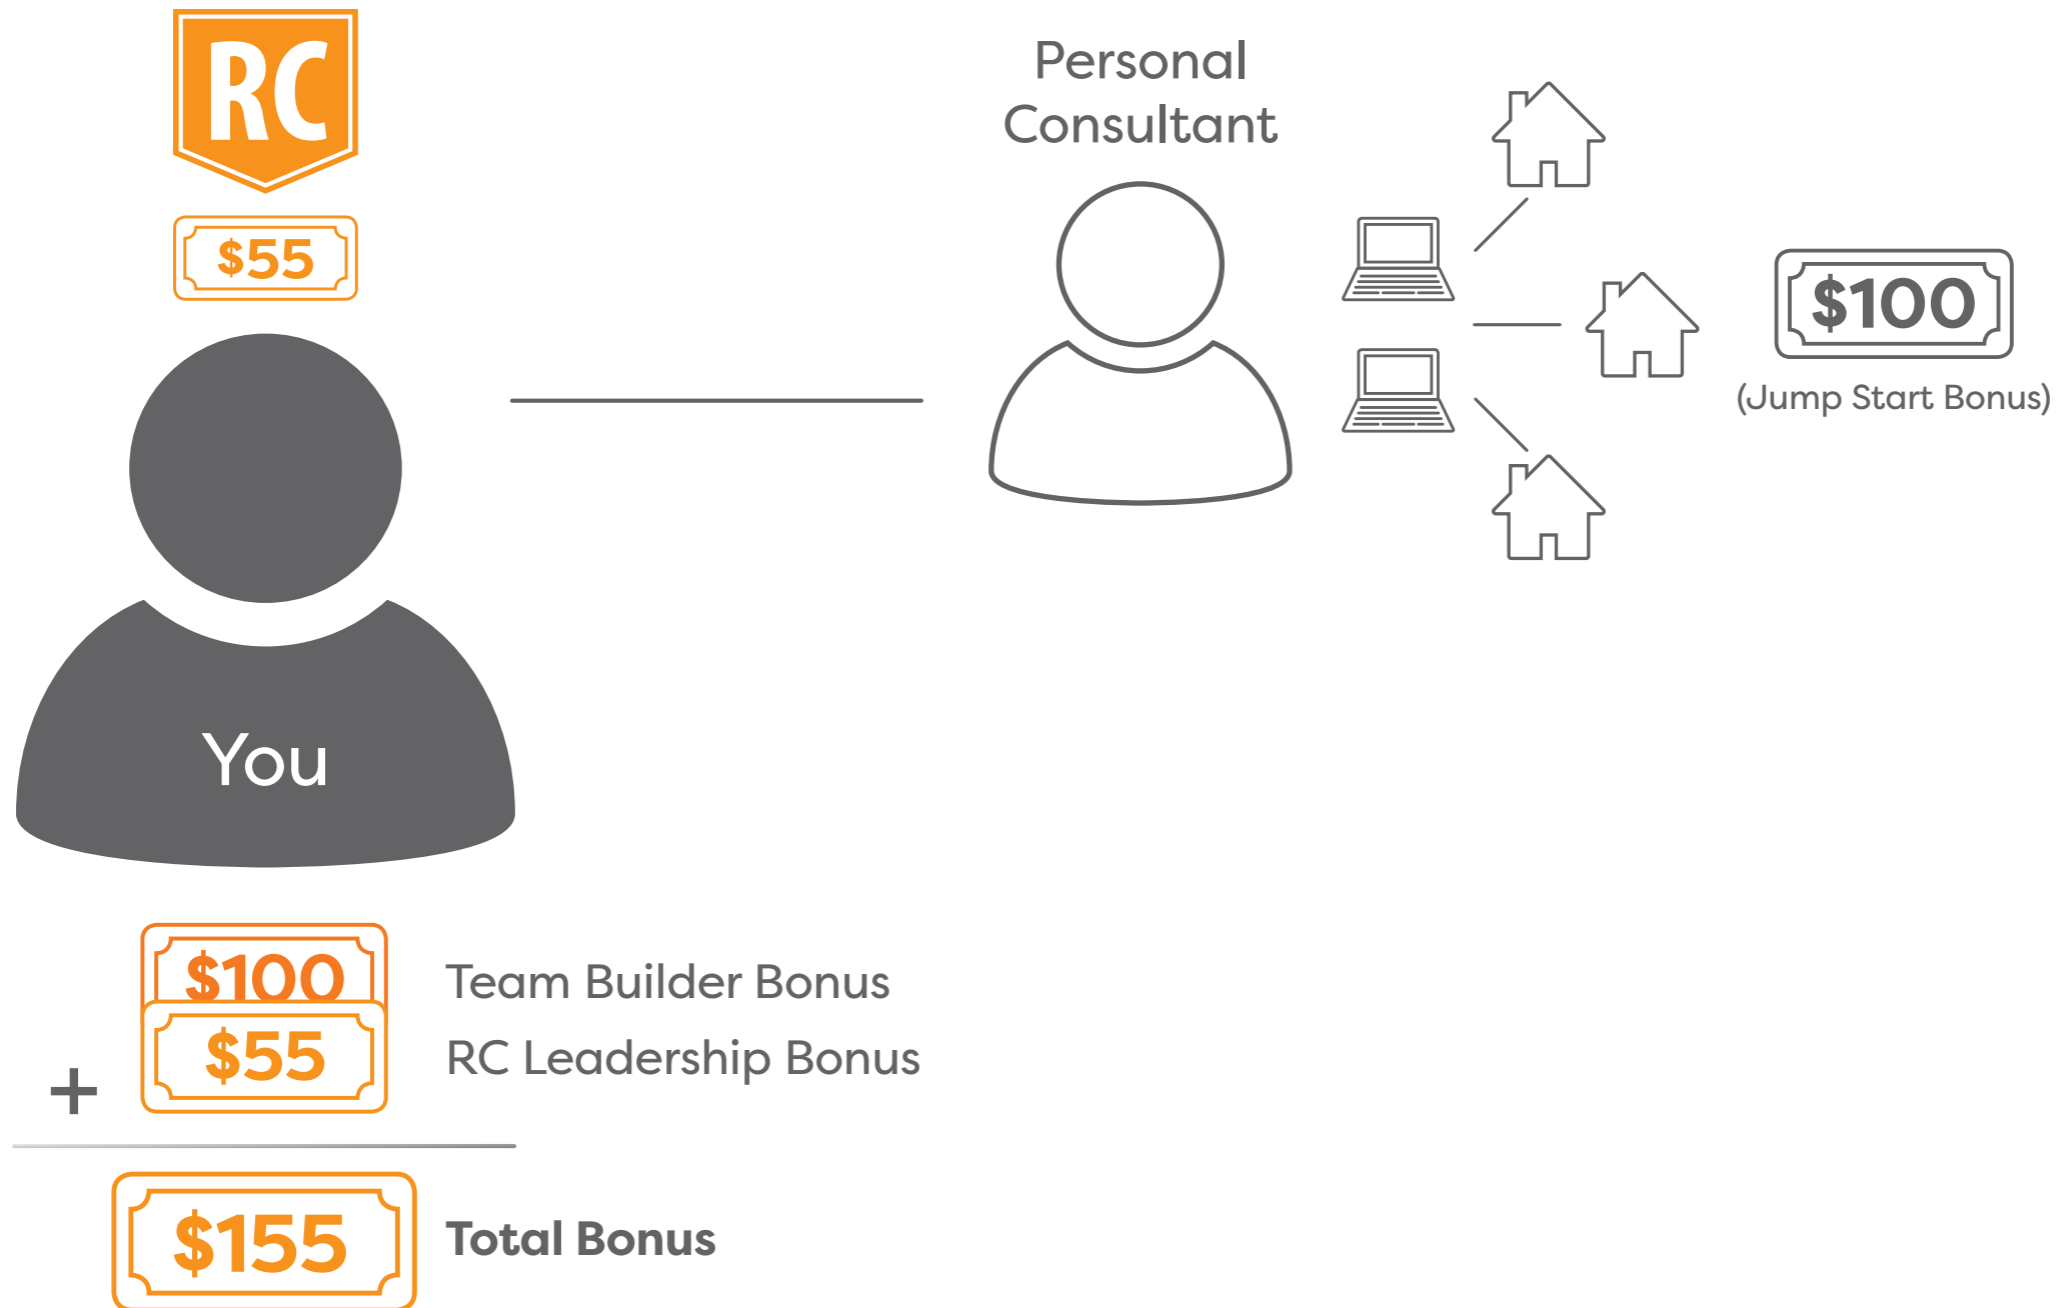 RC
$55
You
Personal
Consultant
$100
(Jump Start Bonus)
$100
Team Builder Bonus
$55
RC Leadership Bonus
+
$155
Total Bonus